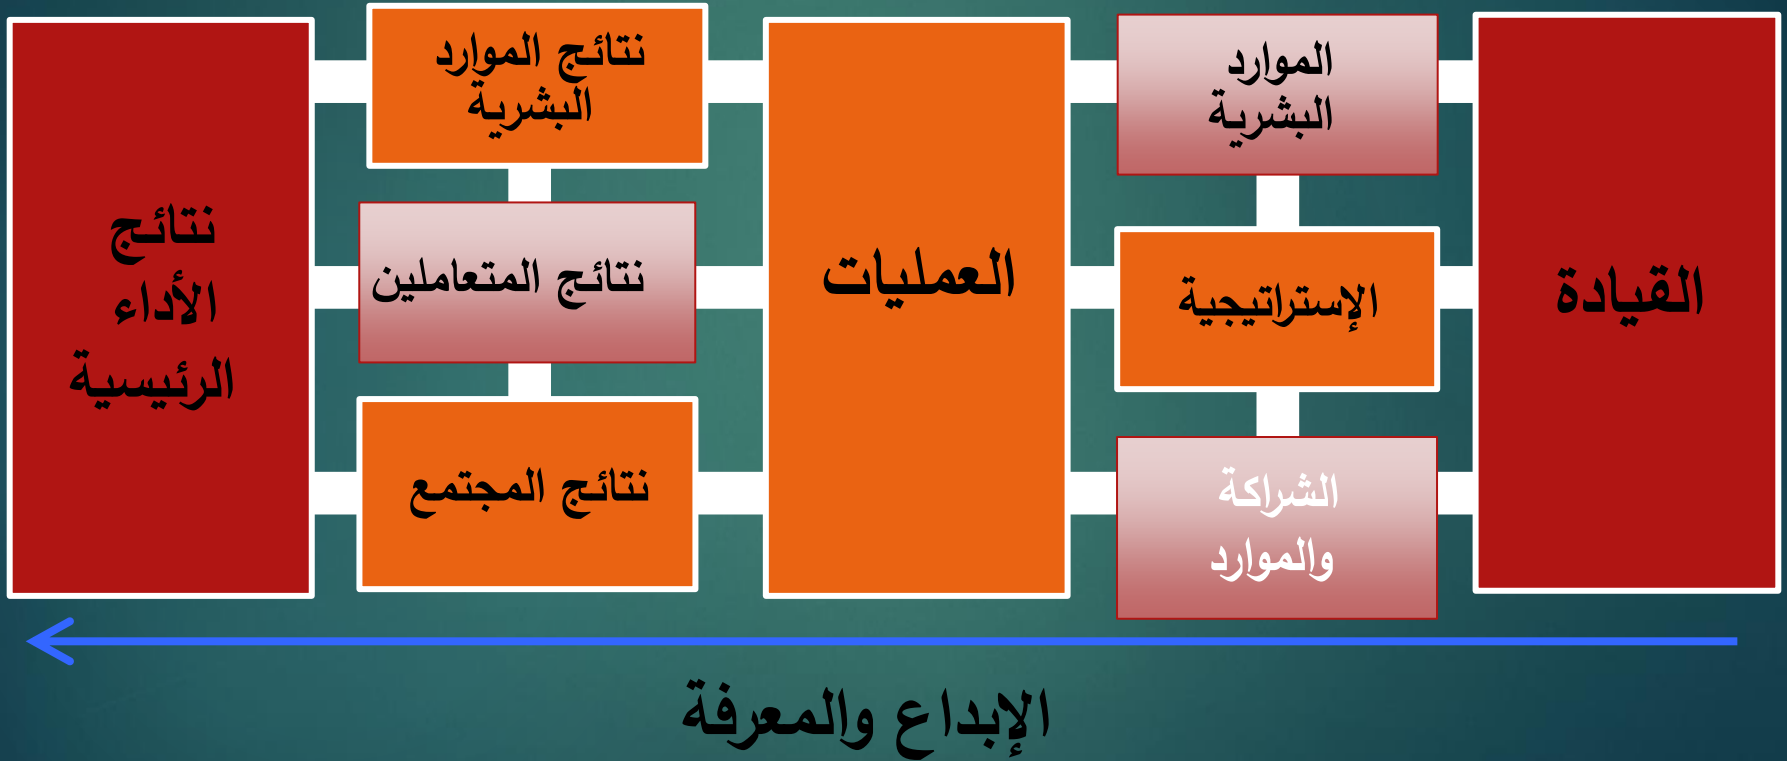 القيادة
الموارد
البشرية
الإستراتيجية
الشراكة
والموارد
العمليات
نتائج الموارد
البشرية
نتائج المتعاملين
نتائج المجتمع
نتائج
الأداء
الرئيسية
الإبداع والمعرفة